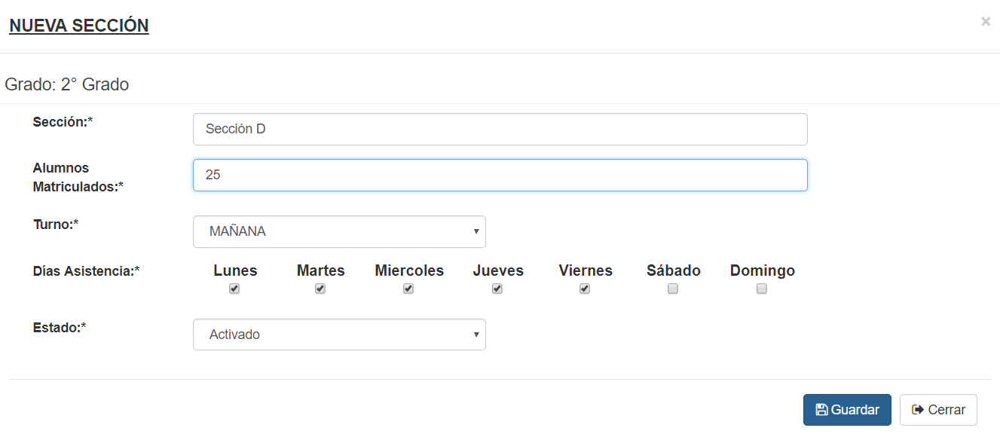 NUEVA SECCIÓN
×
Grado: 2° Grado
Sección:*
Sección D
Alumnos
Matriculados:*
25
Turno:*
MAÑANA
Días Asistencia:*
Lunes Martes Miercoles Jueves Viernes Sábado Domingo
Estado:*
Activado
Guardar Cerrar